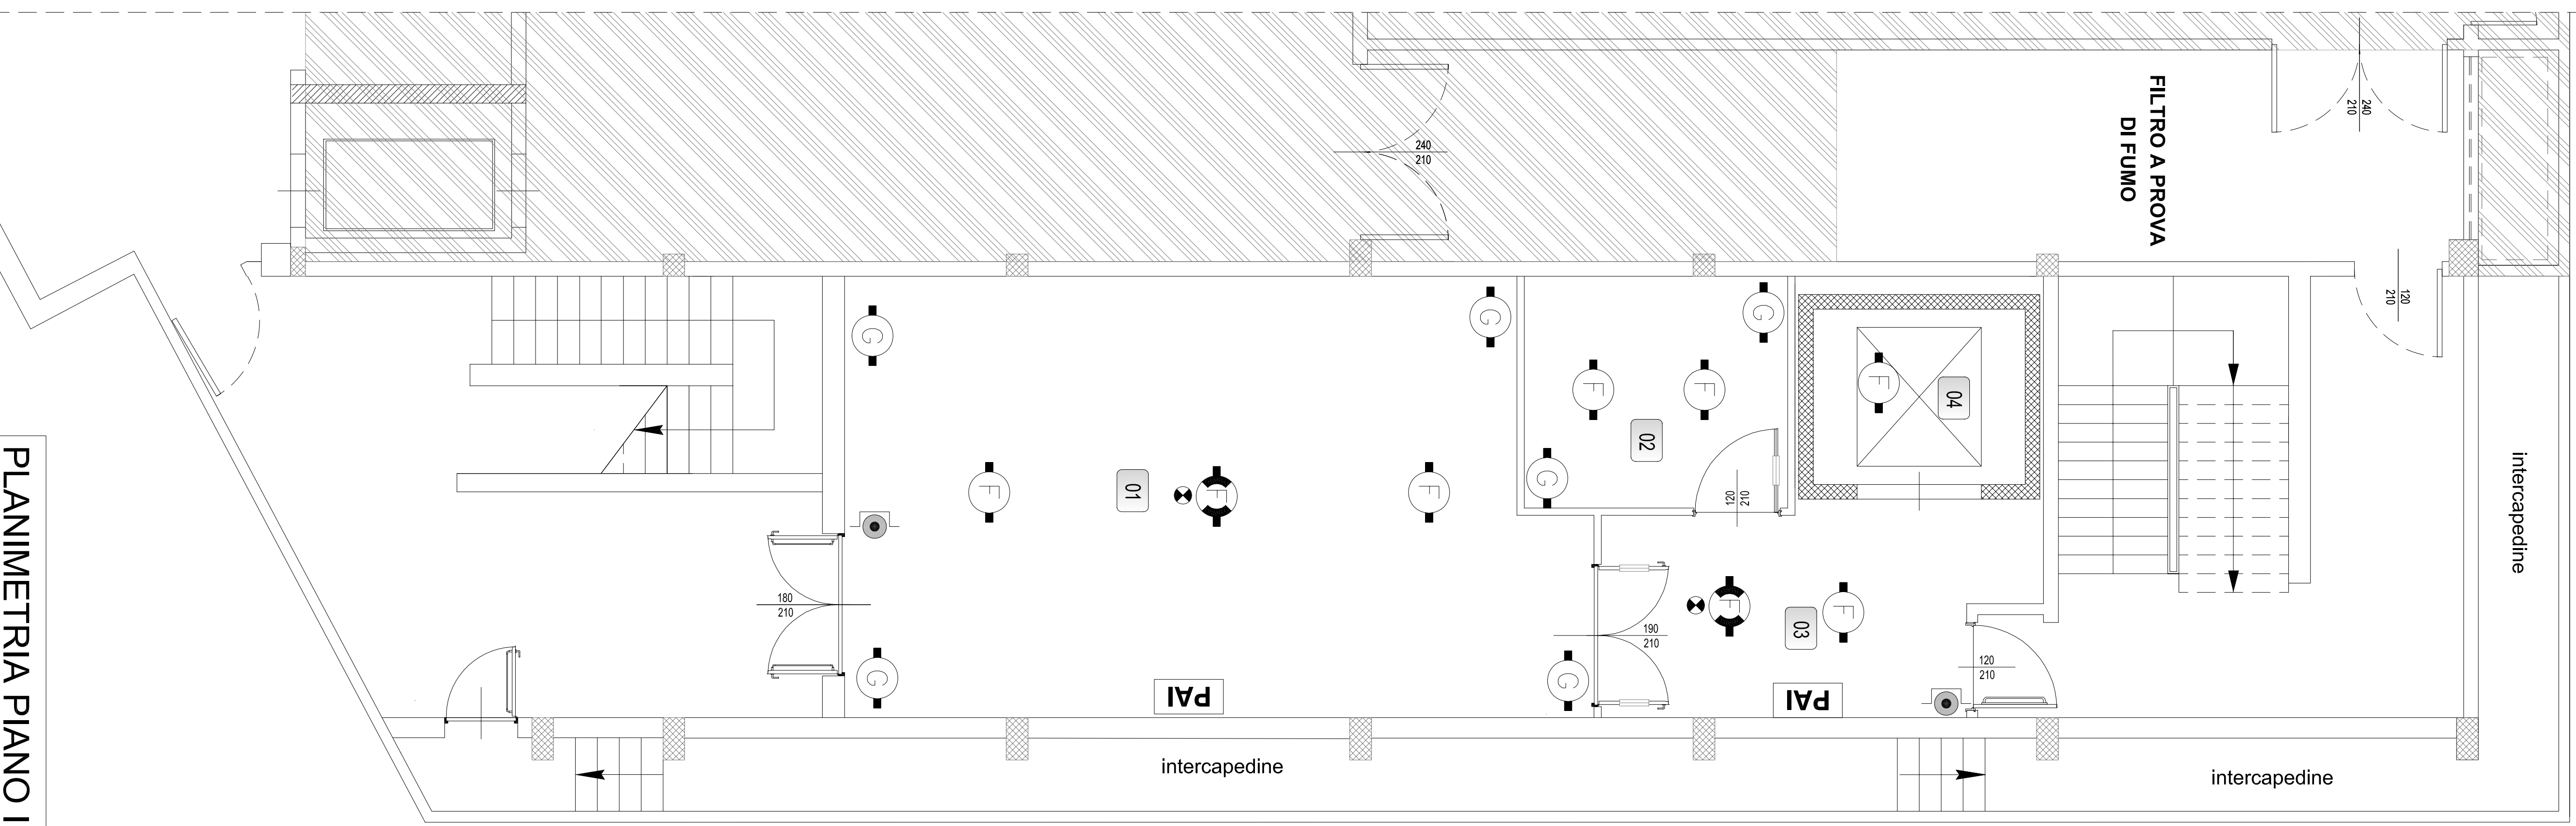 FILTRO A PROVA
DI FUMO
240
210
240
210
120
210
G
G
G
F
F
F
04
02
01
F
F
F
G
120
210
intercapedine
180
210
190
210
F
F
03
120
210
G
G
PAI
PAI
intercapedine
intercapedine
PLANIMETRIA PIANO I